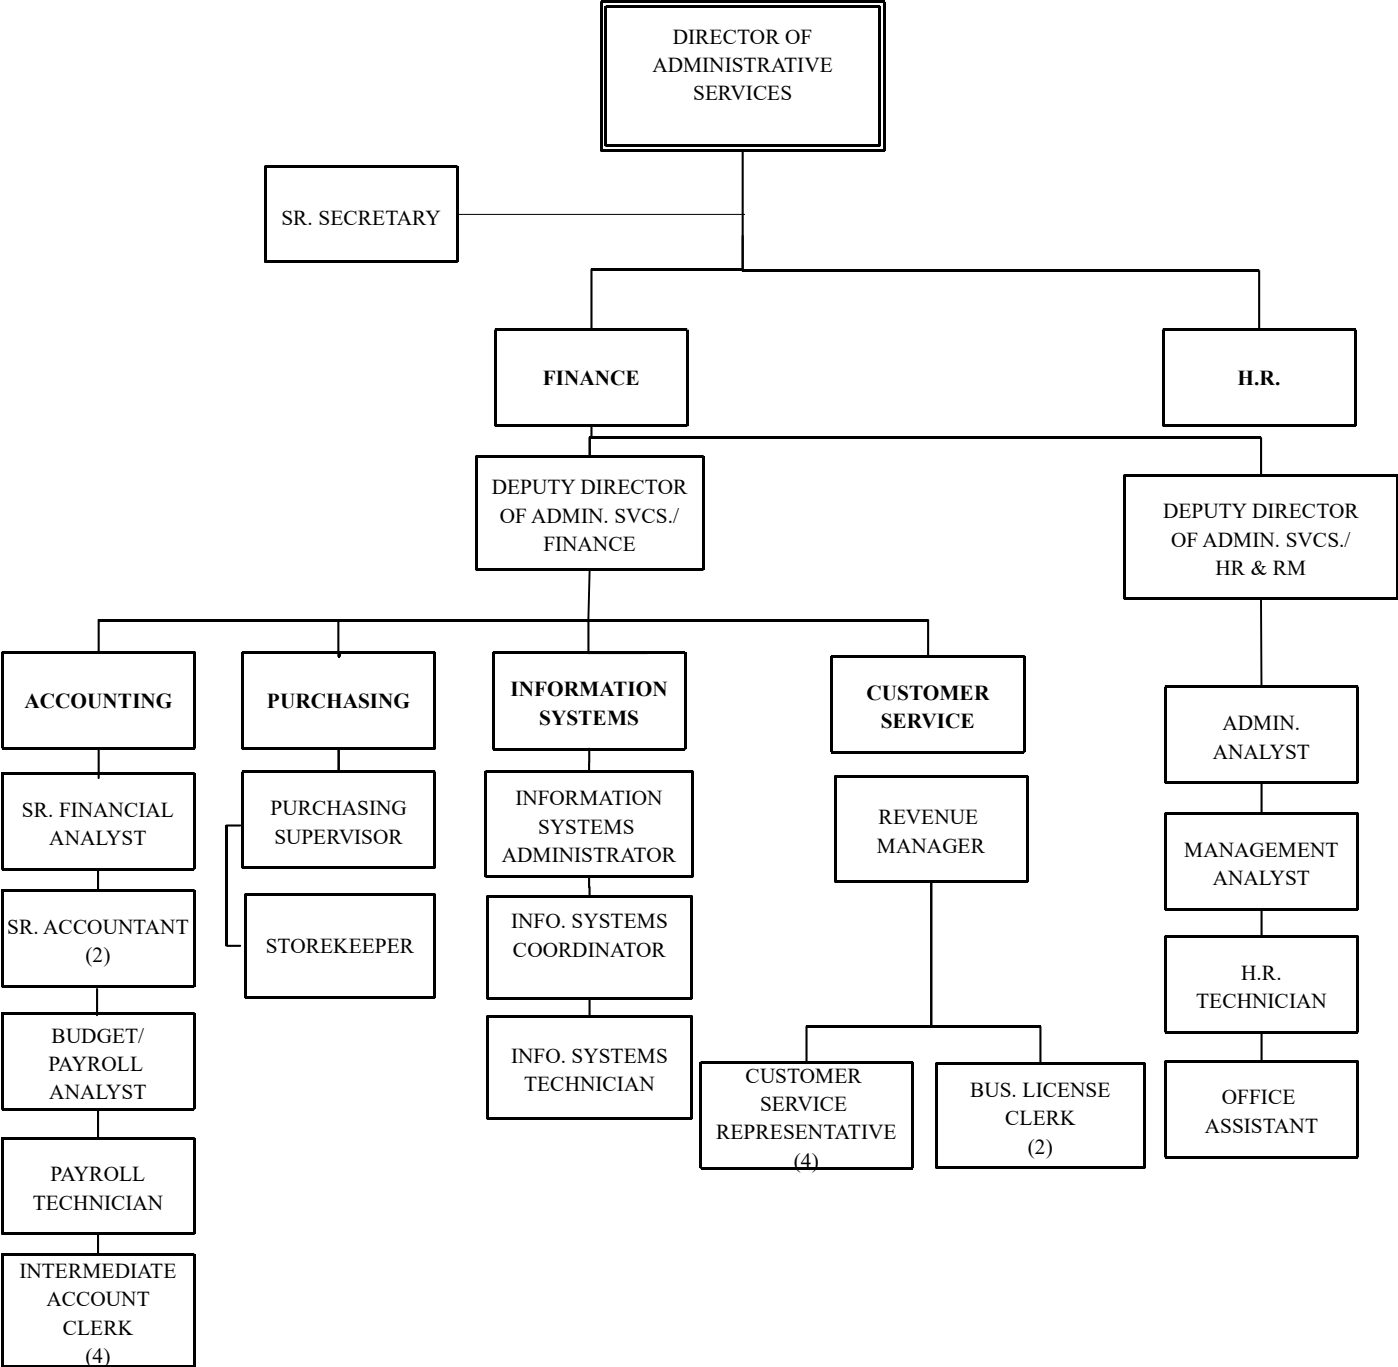 DIRECTOR OF
ADMINISTRATIVE
SERVICES
SR. SECRETARY
FINANCE
H.R.
DEPUTY DIRECTOR
OF ADMIN. SVCS./
FINANCE
DEPUTY DIRECTOR
OF ADMIN. SVCS./
HR & RM
ACCOUNTING
PURCHASING
INFORMATION
SYSTEMS
CUSTOMER
SERVICE
SR. FINANCIAL
ANALYST
SR. ACCOUNTANT
(2)
BUDGET/
PAYROLL
ANALYST
PAYROLL
TECHNICIAN
INTERMEDIATE
ACCOUNT
CLERK
(4)
PURCHASING
SUPERVISOR
STOREKEEPER
INFORMATION
SYSTEMS
ADMINISTRATOR
INFO. SYSTEMS
COORDINATOR
INFO. SYSTEMS
TECHNICIAN
REVENUE
MANAGER
CUSTOMER
SERVICE
REPRESENTATIVE
(4)
BUS. LICENSE
CLERK
(2)
ADMIN.
ANALYST
MANAGEMENT
ANALYST
H.R.
TECHNICIAN
OFFICE
ASSISTANT